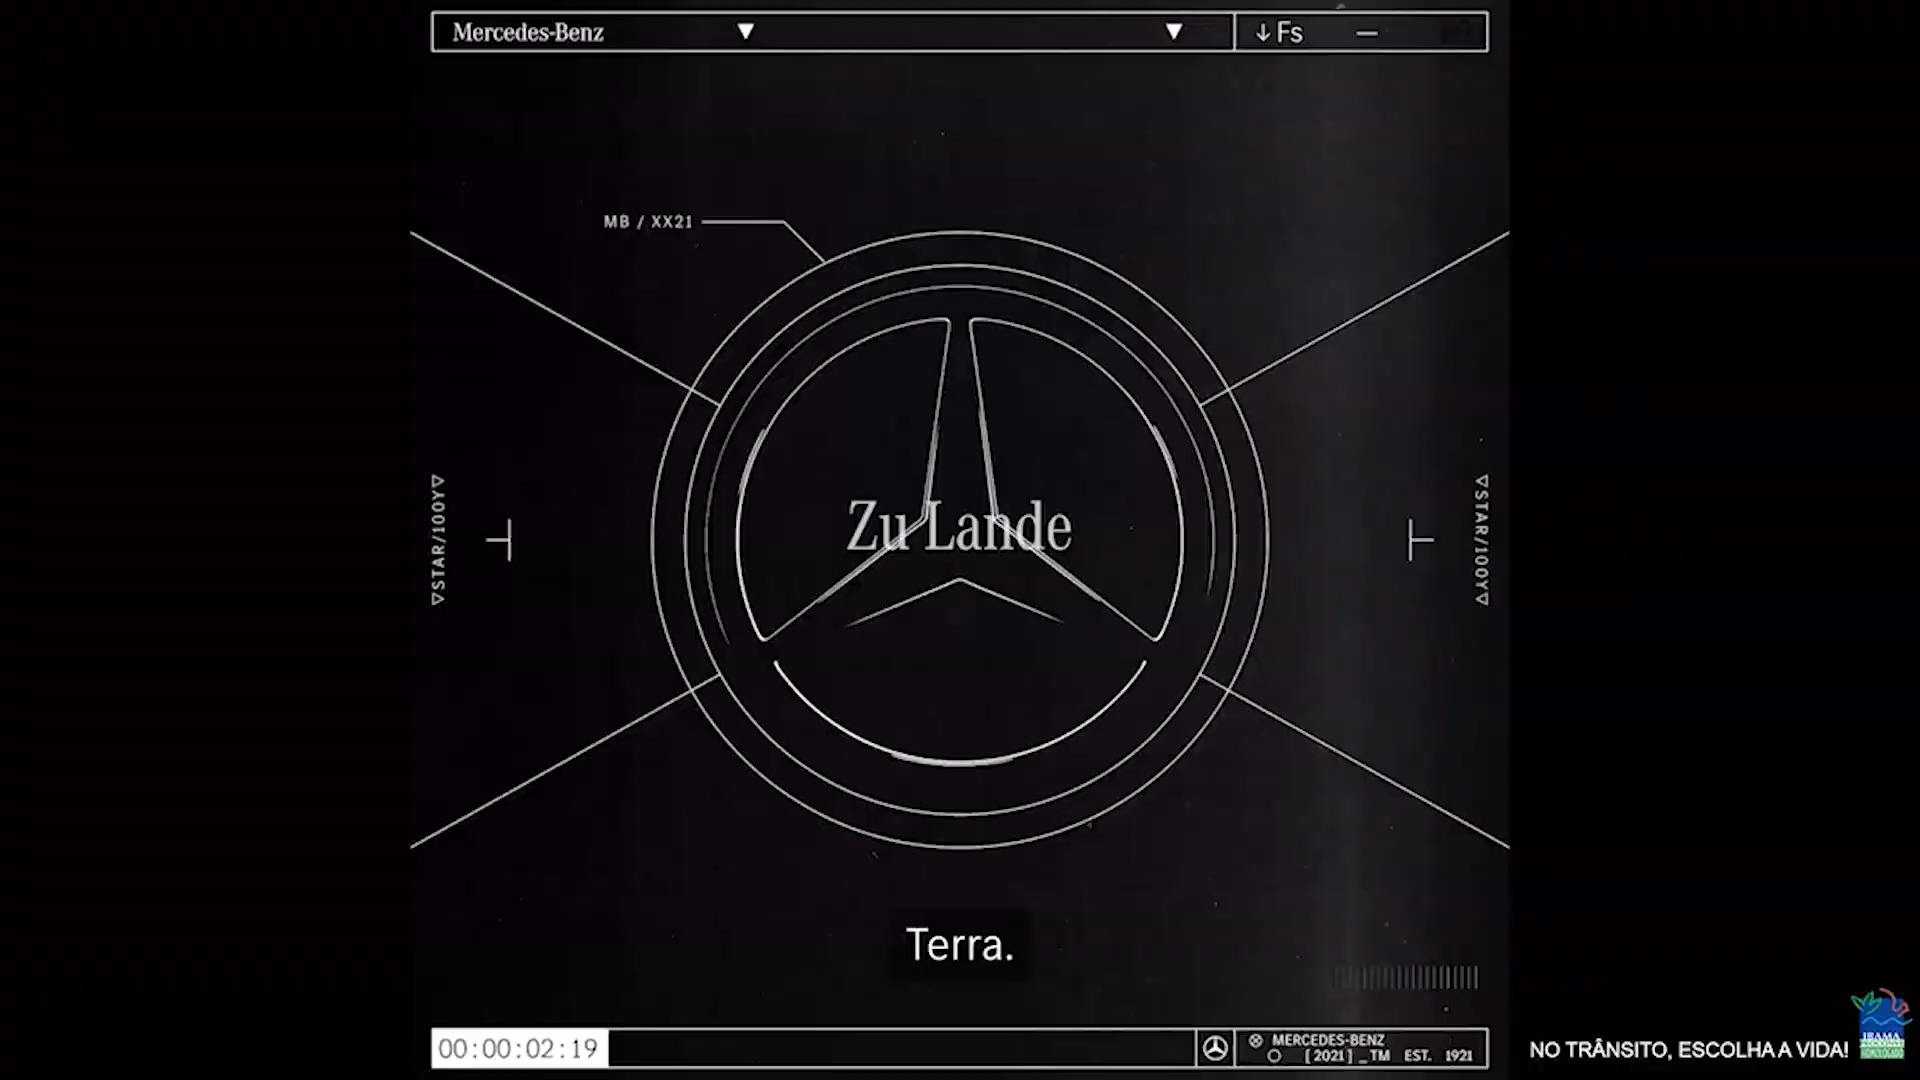 Mercedes-Benz
↓Fs
MB / XX21
▽STAR/100Y▽
▽STAR/100Y▽
Zu Lande
Terra.
00:00:02:19
MERCEDES-BENZ
[2021]_TM EST. 1921
NO TRÂNSITO, ESCOLHA A VIDA!
IBAMA